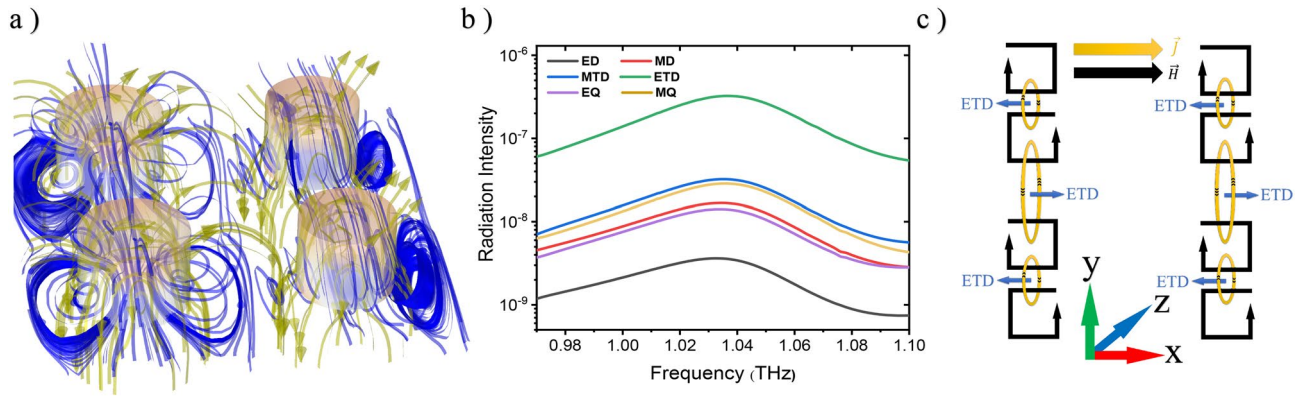 a )
b )
c )
10⁻⁶
10⁻⁷
10⁻⁸
10⁻⁹
Radiation Intensity
ED
MD
MTD
ETD
EQ
MQ
0.98
1.00
1.02
1.04
1.06
1.08
1.10
Frequency (THz)
J⃗
H⃗
ETD
ETD
ETD
ETD
ETD
ETD
y
z
x